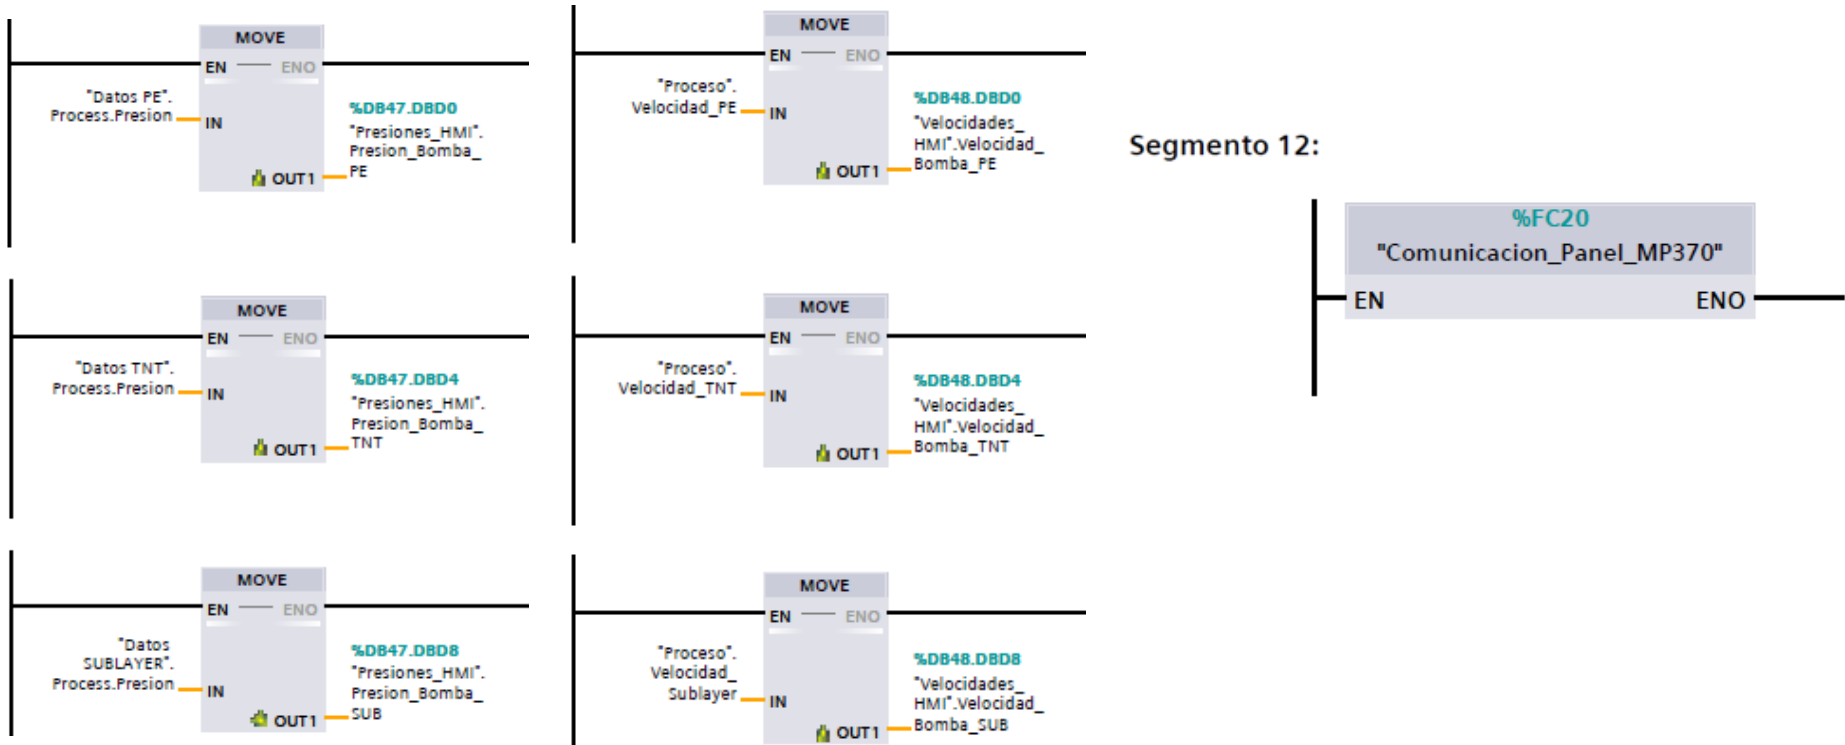 MOVE
EN
ENO
"Datos PE".
Process.Presion
IN
%DB47.DBD0
"Presiones_HMI".
Presion_Bomba_
PE
OUT1
MOVE
EN
ENO
"Datos TNT".
Process.Presion
IN
%DB47.DBD4
"Presiones_HMI".
Presion_Bomba_
TNT
OUT1
MOVE
EN
ENO
"Datos
SUBLAYER".
Process.Presion
IN
%DB47.DBD8
"Presiones_HMI".
Presion_Bomba_
SUB
OUT1
MOVE
EN
ENO
"Proceso".
Velocidad_PE
IN
%DB48.DBD0
"Velocidades_
HMI".Velocidad_
Bomba_PE
OUT1
MOVE
EN
ENO
"Proceso".
Velocidad_TNT
IN
%DB48.DBD4
"Velocidades_
HMI".Velocidad_
Bomba_TNT
OUT1
MOVE
EN
ENO
"Proceso".
Velocidad_
Sublayer
IN
%DB48.DBD8
"Velocidades_
HMI".Velocidad_
Bomba_SUB
OUT1
Segmento 12:
%FC20
"Comunicacion_Panel_MP370"
EN
ENO